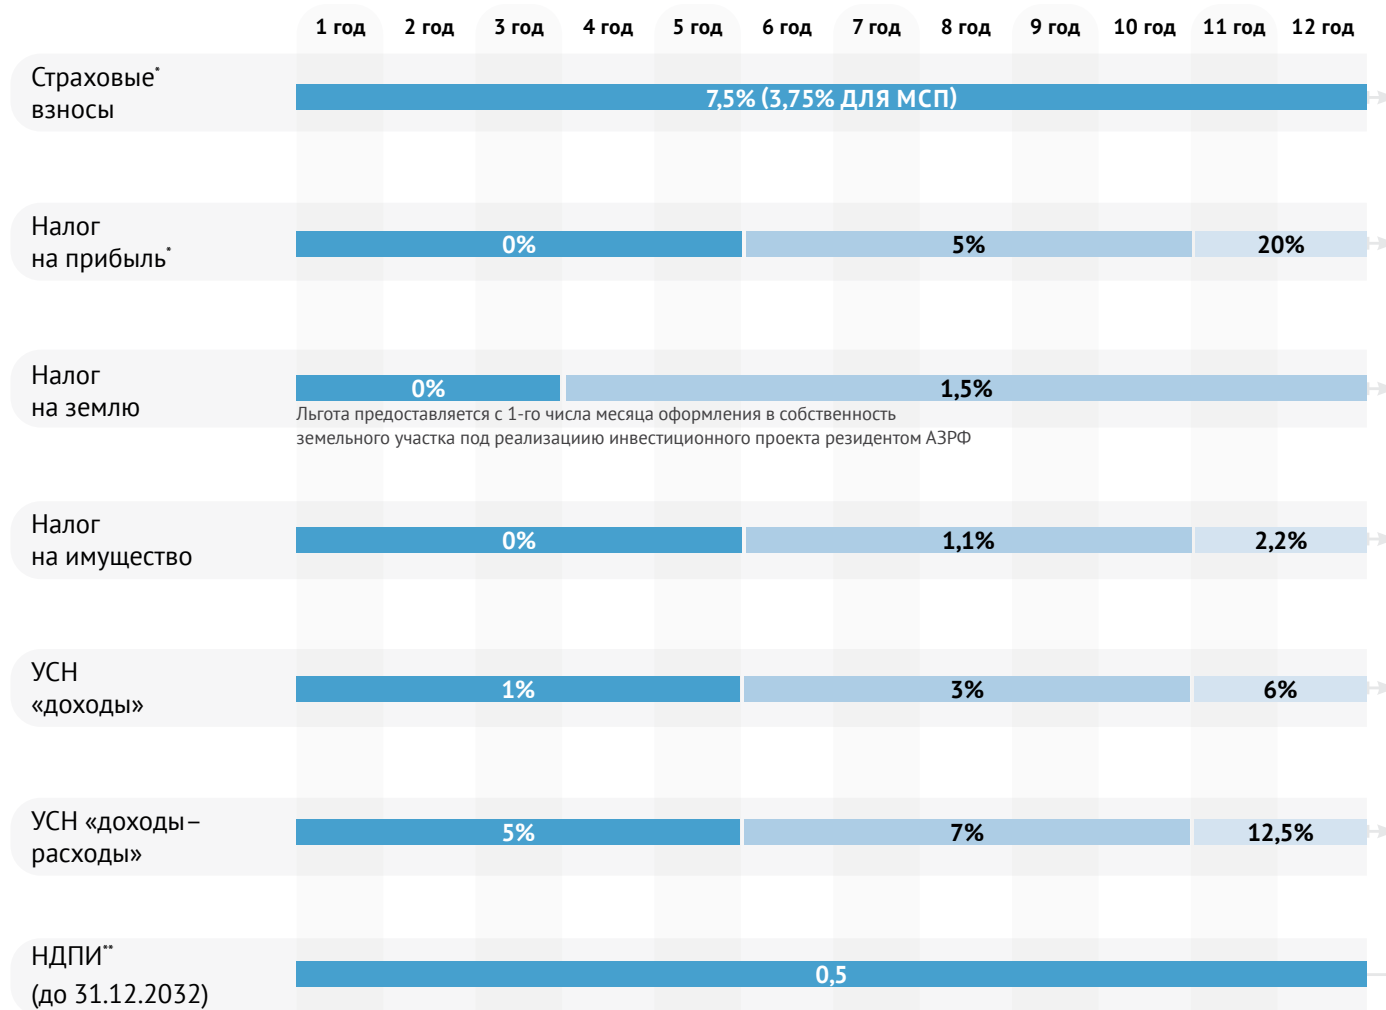 1 год 2 год 3 год 4 год 5 год 6 год 7 год 8 год 9 год 10 год 11 год 12 год
Страховые*
взносы
7,5% (3,75% ДЛЯ МСП)
Налог
на прибыль*
0% 5% 20%
Налог
на землю
0% 1,5%
Льгота предоставляется с 1-го числа месяца оформления в собственность
земельного участка под реализациию инвестиционного проекта резидентом АЗРФ
Налог
на имущество
0% 1,1% 2,2%
УСН
«доходы»
1% 3% 6%
УСН «доходы–
расходы»
5% 7% 12,5%
НДПИ**
(до 31.12.2032)
0,5